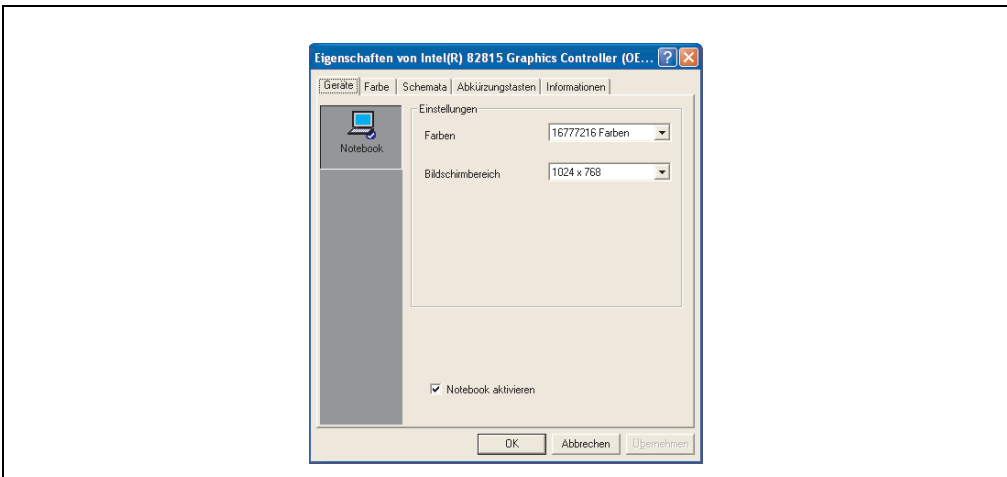 Eigenschaften von Intel(R) 82815 Graphics Controller (OE...
Geräte Farbe Schemata Abkürzungstasten Informationen
Notebook
Einstellungen
Farben 16777216 Farben
Bildschirmbereich 1024 x 768
Notebook aktivieren
OK Abbrechen Übernehmen